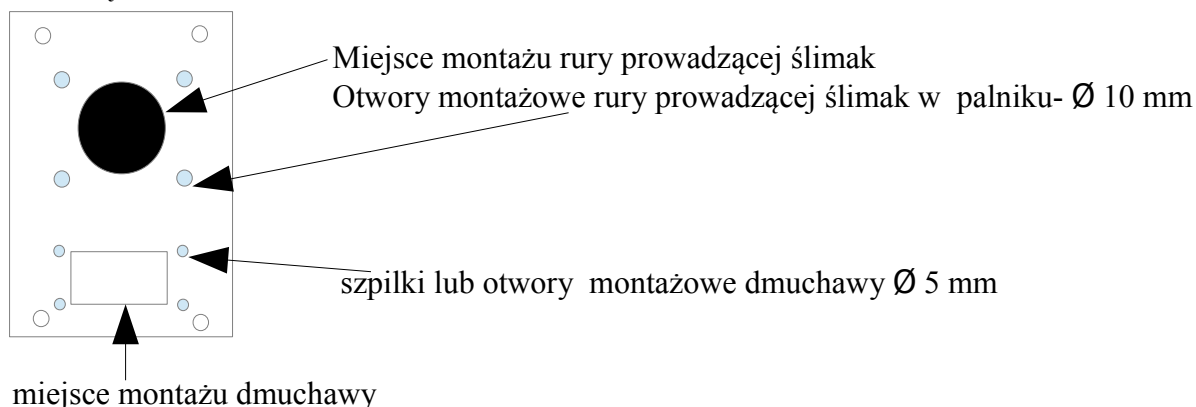 Miejsce montażu rury prowadzącej ślimak
Otwory montażowe rury prowadzącej ślimak w palniku- Ø 10 mm
szpilki lub otwory montażowe dmuchawy Ø 5 mm
miejsce montażu dmuchawy